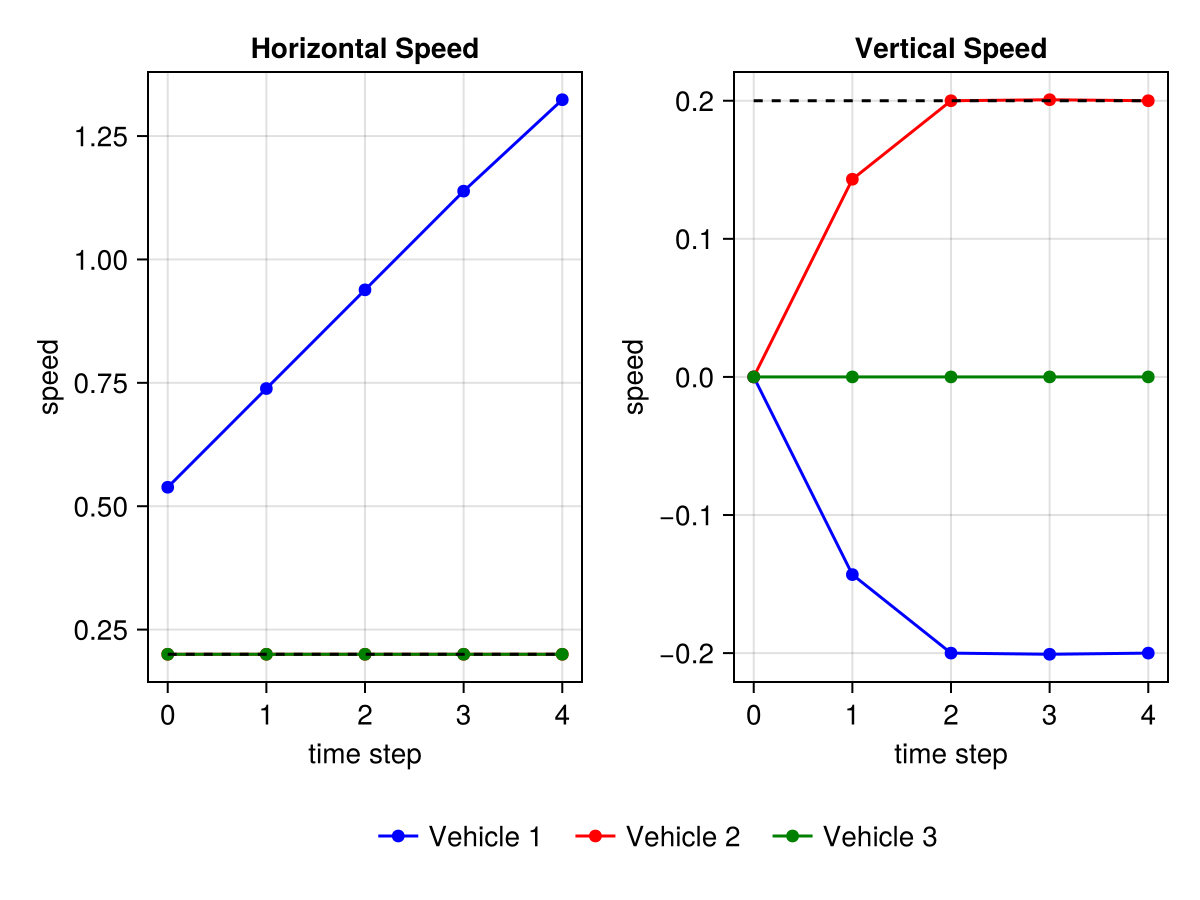 Horizontal Speed
1.25
1.00
0.75
0.50
0.25
speed
0 1 2 3 4
time step
Vertical Speed
0.2
0.1
0.0
−0.1
−0.2
speed
0 1 2 3 4
time step
Vehicle 1 Vehicle 2 Vehicle 3